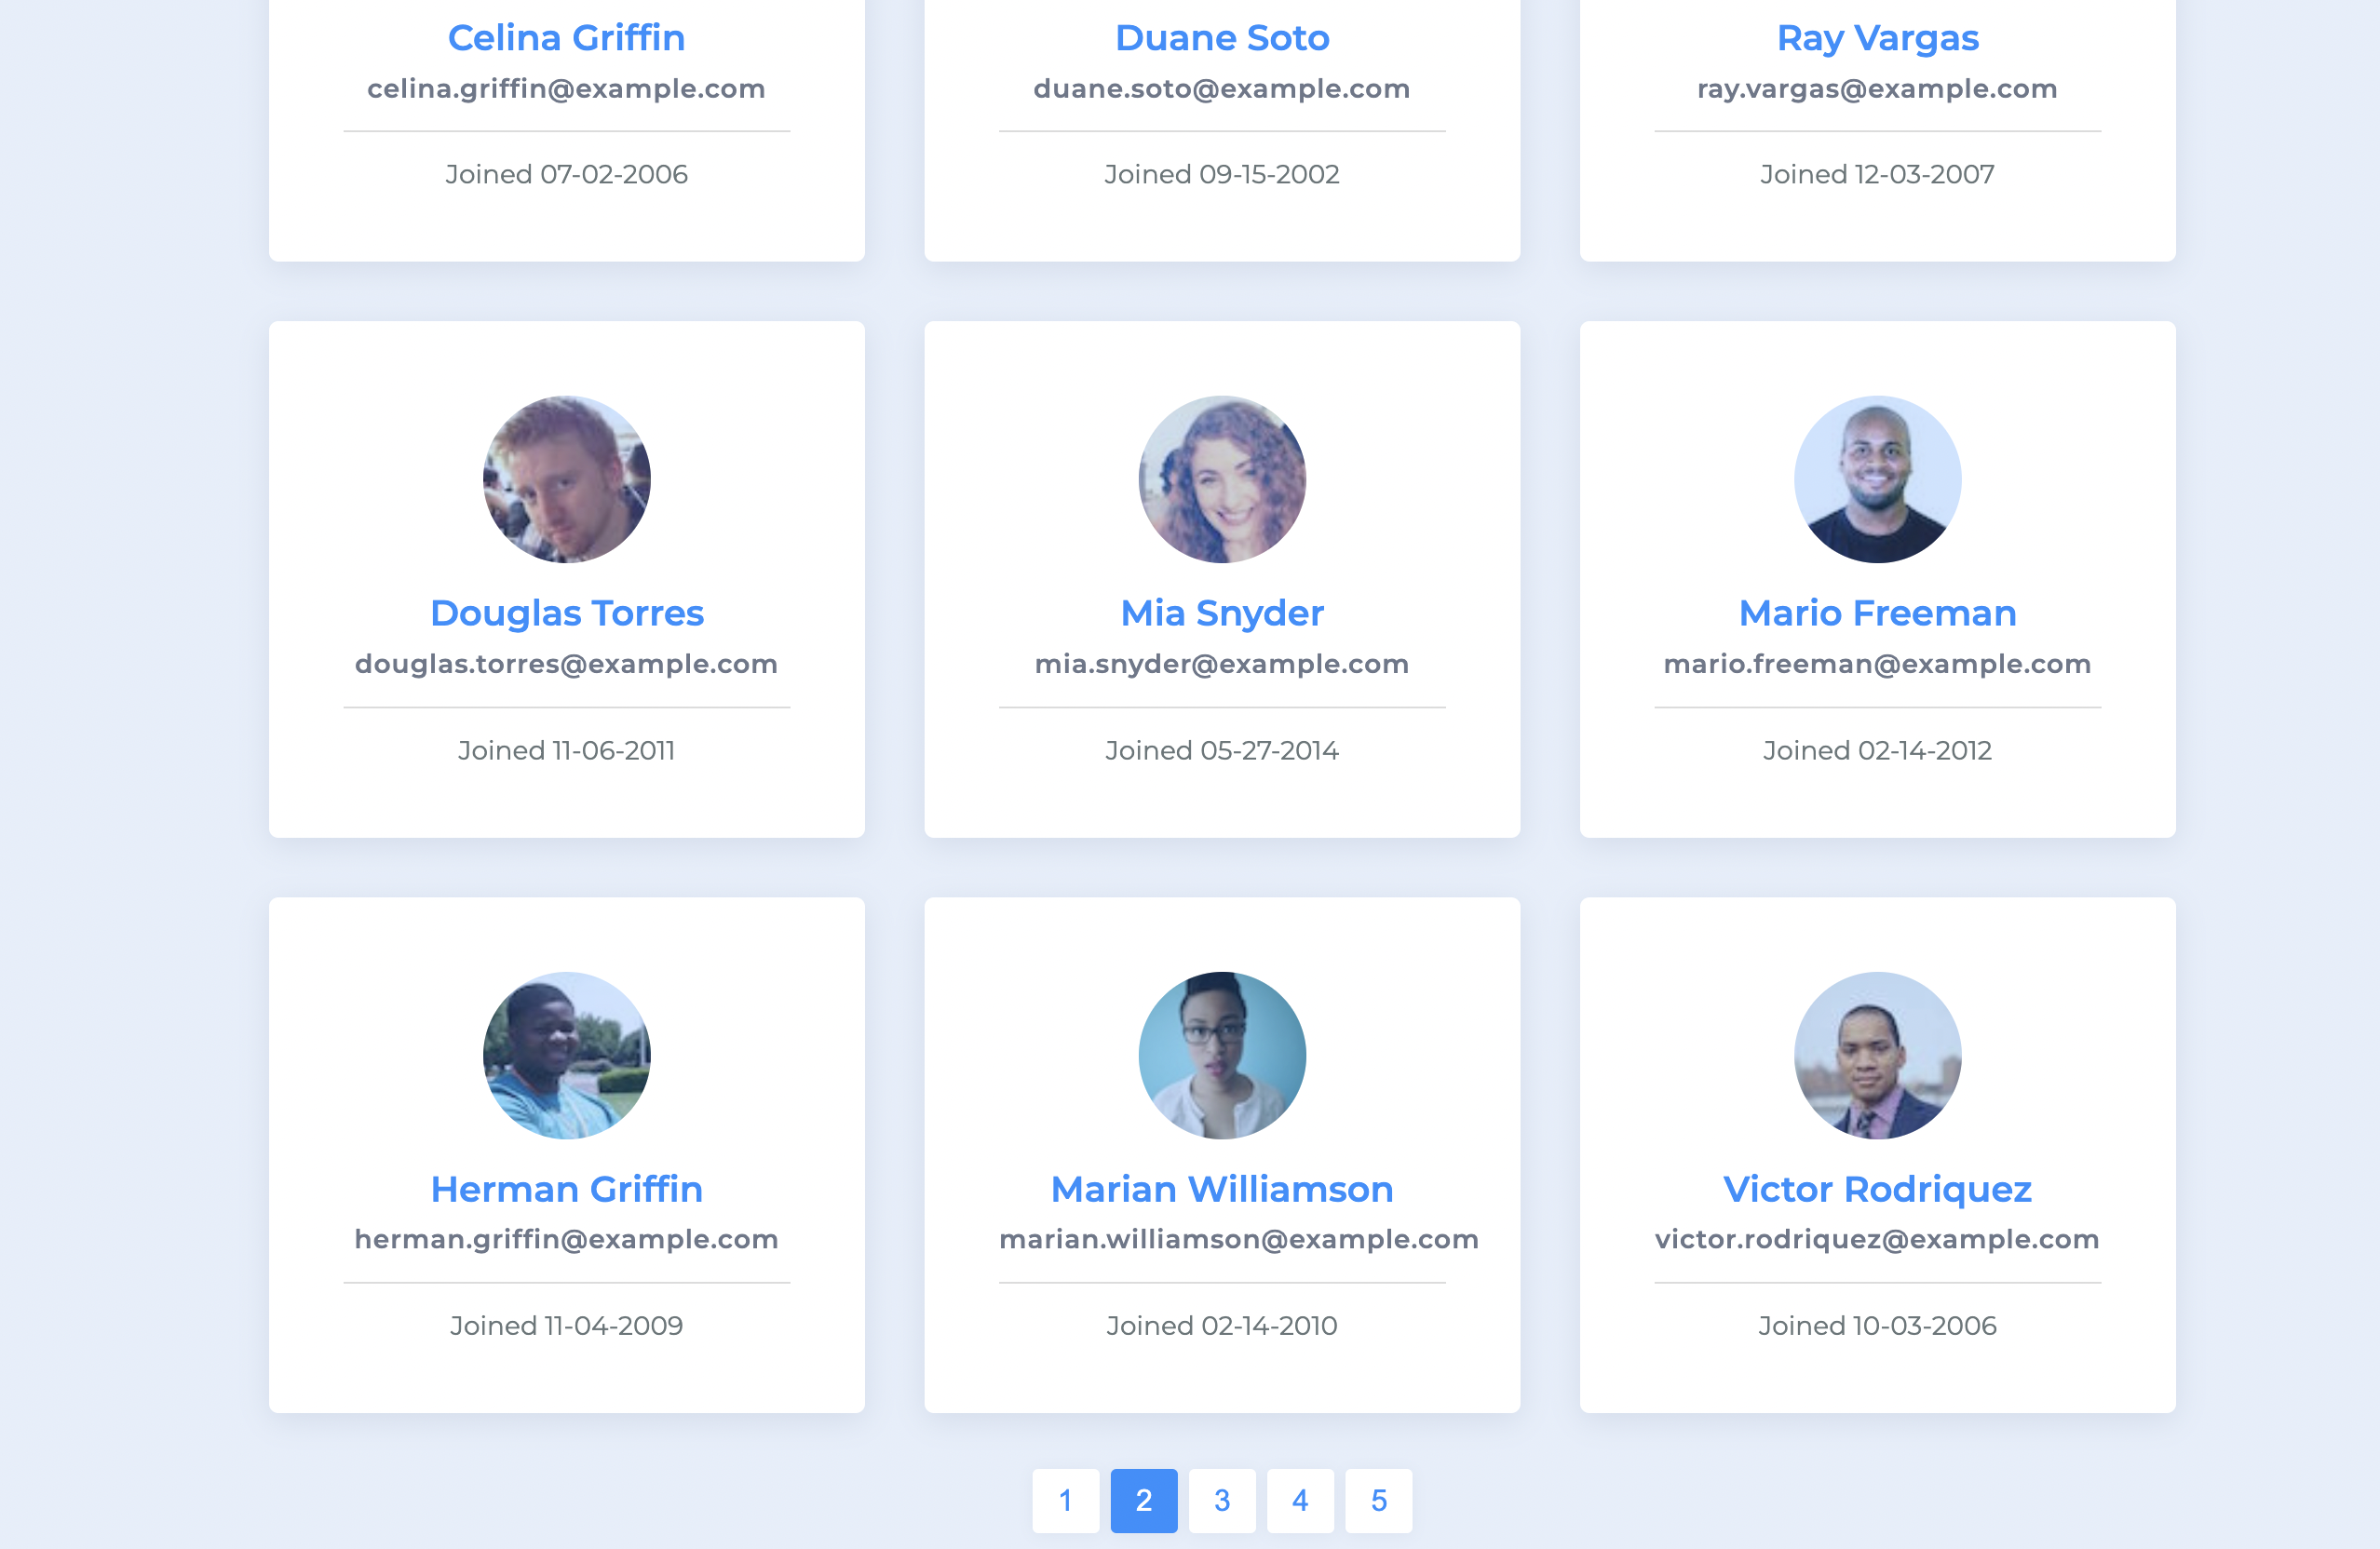 Celina Griffin
celina.griffin@example.com
Joined 07-02-2006
Duane Soto
duane.soto@example.com
Joined 09-15-2002
Ray Vargas
ray.vargas@example.com
Joined 12-03-2007
Douglas Torres
douglas.torres@example.com
Joined 11-06-2011
Mia Snyder
mia.snyder@example.com
Joined 05-27-2014
Mario Freeman
mario.freeman@example.com
Joined 02-14-2012
Herman Griffin
herman.griffin@example.com
Joined 11-04-2009
Marian Williamson
marian.williamson@example.com
Joined 02-14-2010
Victor Rodriquez
victor.rodriquez@example.com
Joined 10-03-2006
1 2 3 4 5